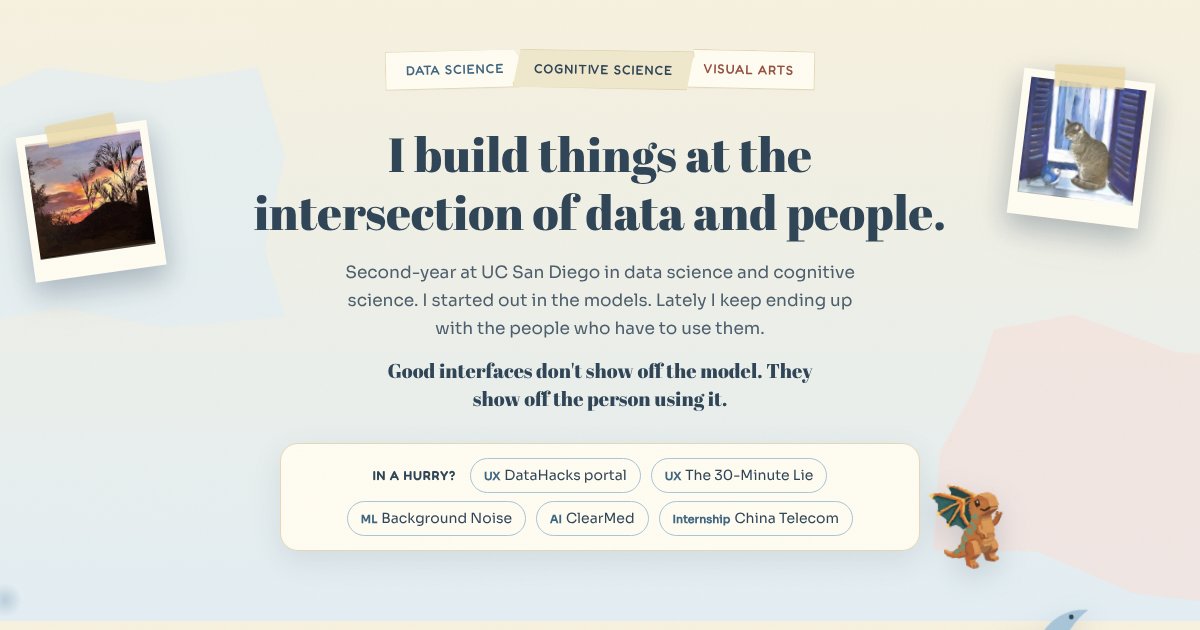 DATA SCIENCE COGNITIVE SCIENCE VISUAL ARTS
I build things at the
intersection of data and people.
Second-year at UC San Diego in data science and cognitive
science. I started out in the models. Lately I keep ending up
with the people who have to use them.
Good interfaces don't show off the model. They
show off the person using it.
IN A HURRY? UX DataHacks portal UX The 30-Minute Lie
ML Background Noise AI ClearMed Internship China Telecom